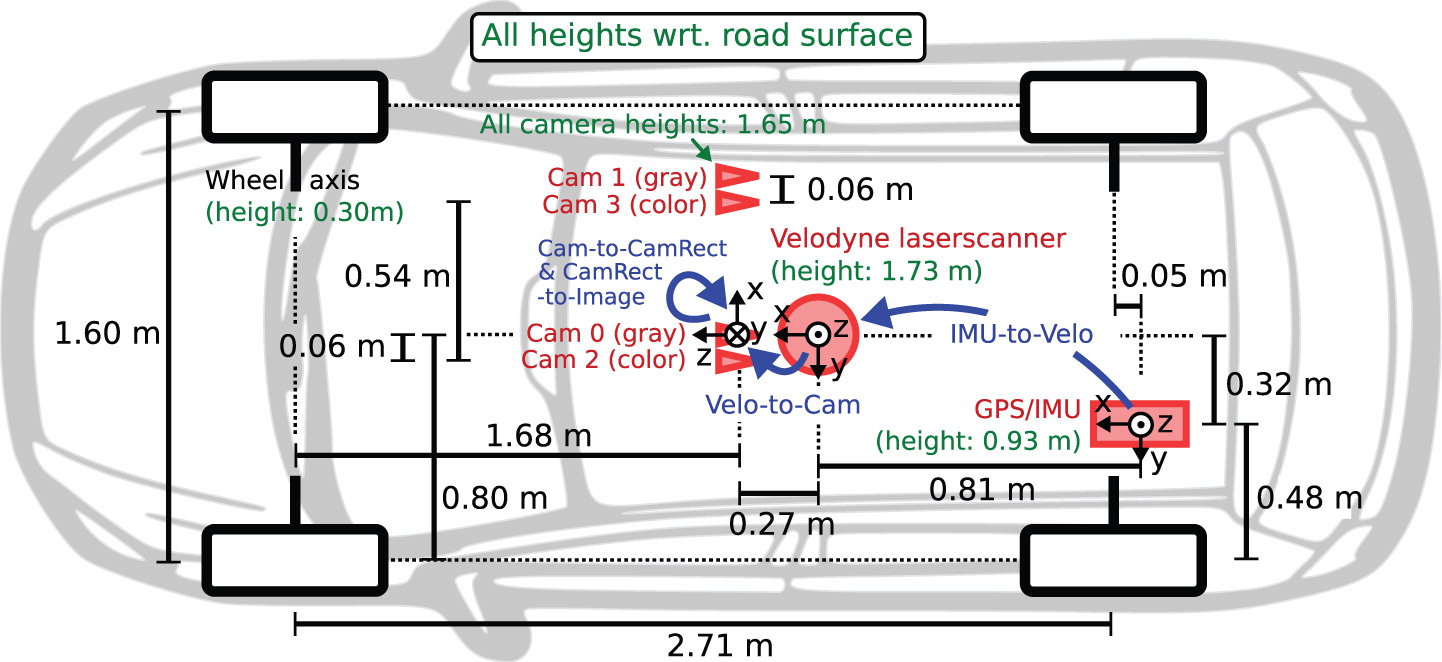 All heights wrt. road surface
All camera heights: 1.65 m
Wheel axis
(height: 0.30m)
Cam 1 (gray)
Cam 3 (color)
0.06 m
Velodyne laserscanner
(height: 1.73 m)
Cam-to-CamRect
& CamRect
-to-Image
0.54 m
0.05 m
1.60 m
0.06 m
Cam 0 (gray)
Cam 2 (color)
x
y
z
x
z
y
IMU-to-Velo
0.32 m
Velo-to-Cam
GPS/IMU
(height: 0.93 m)
x
z
y
1.68 m
0.80 m
0.81 m
0.48 m
0.27 m
2.71 m